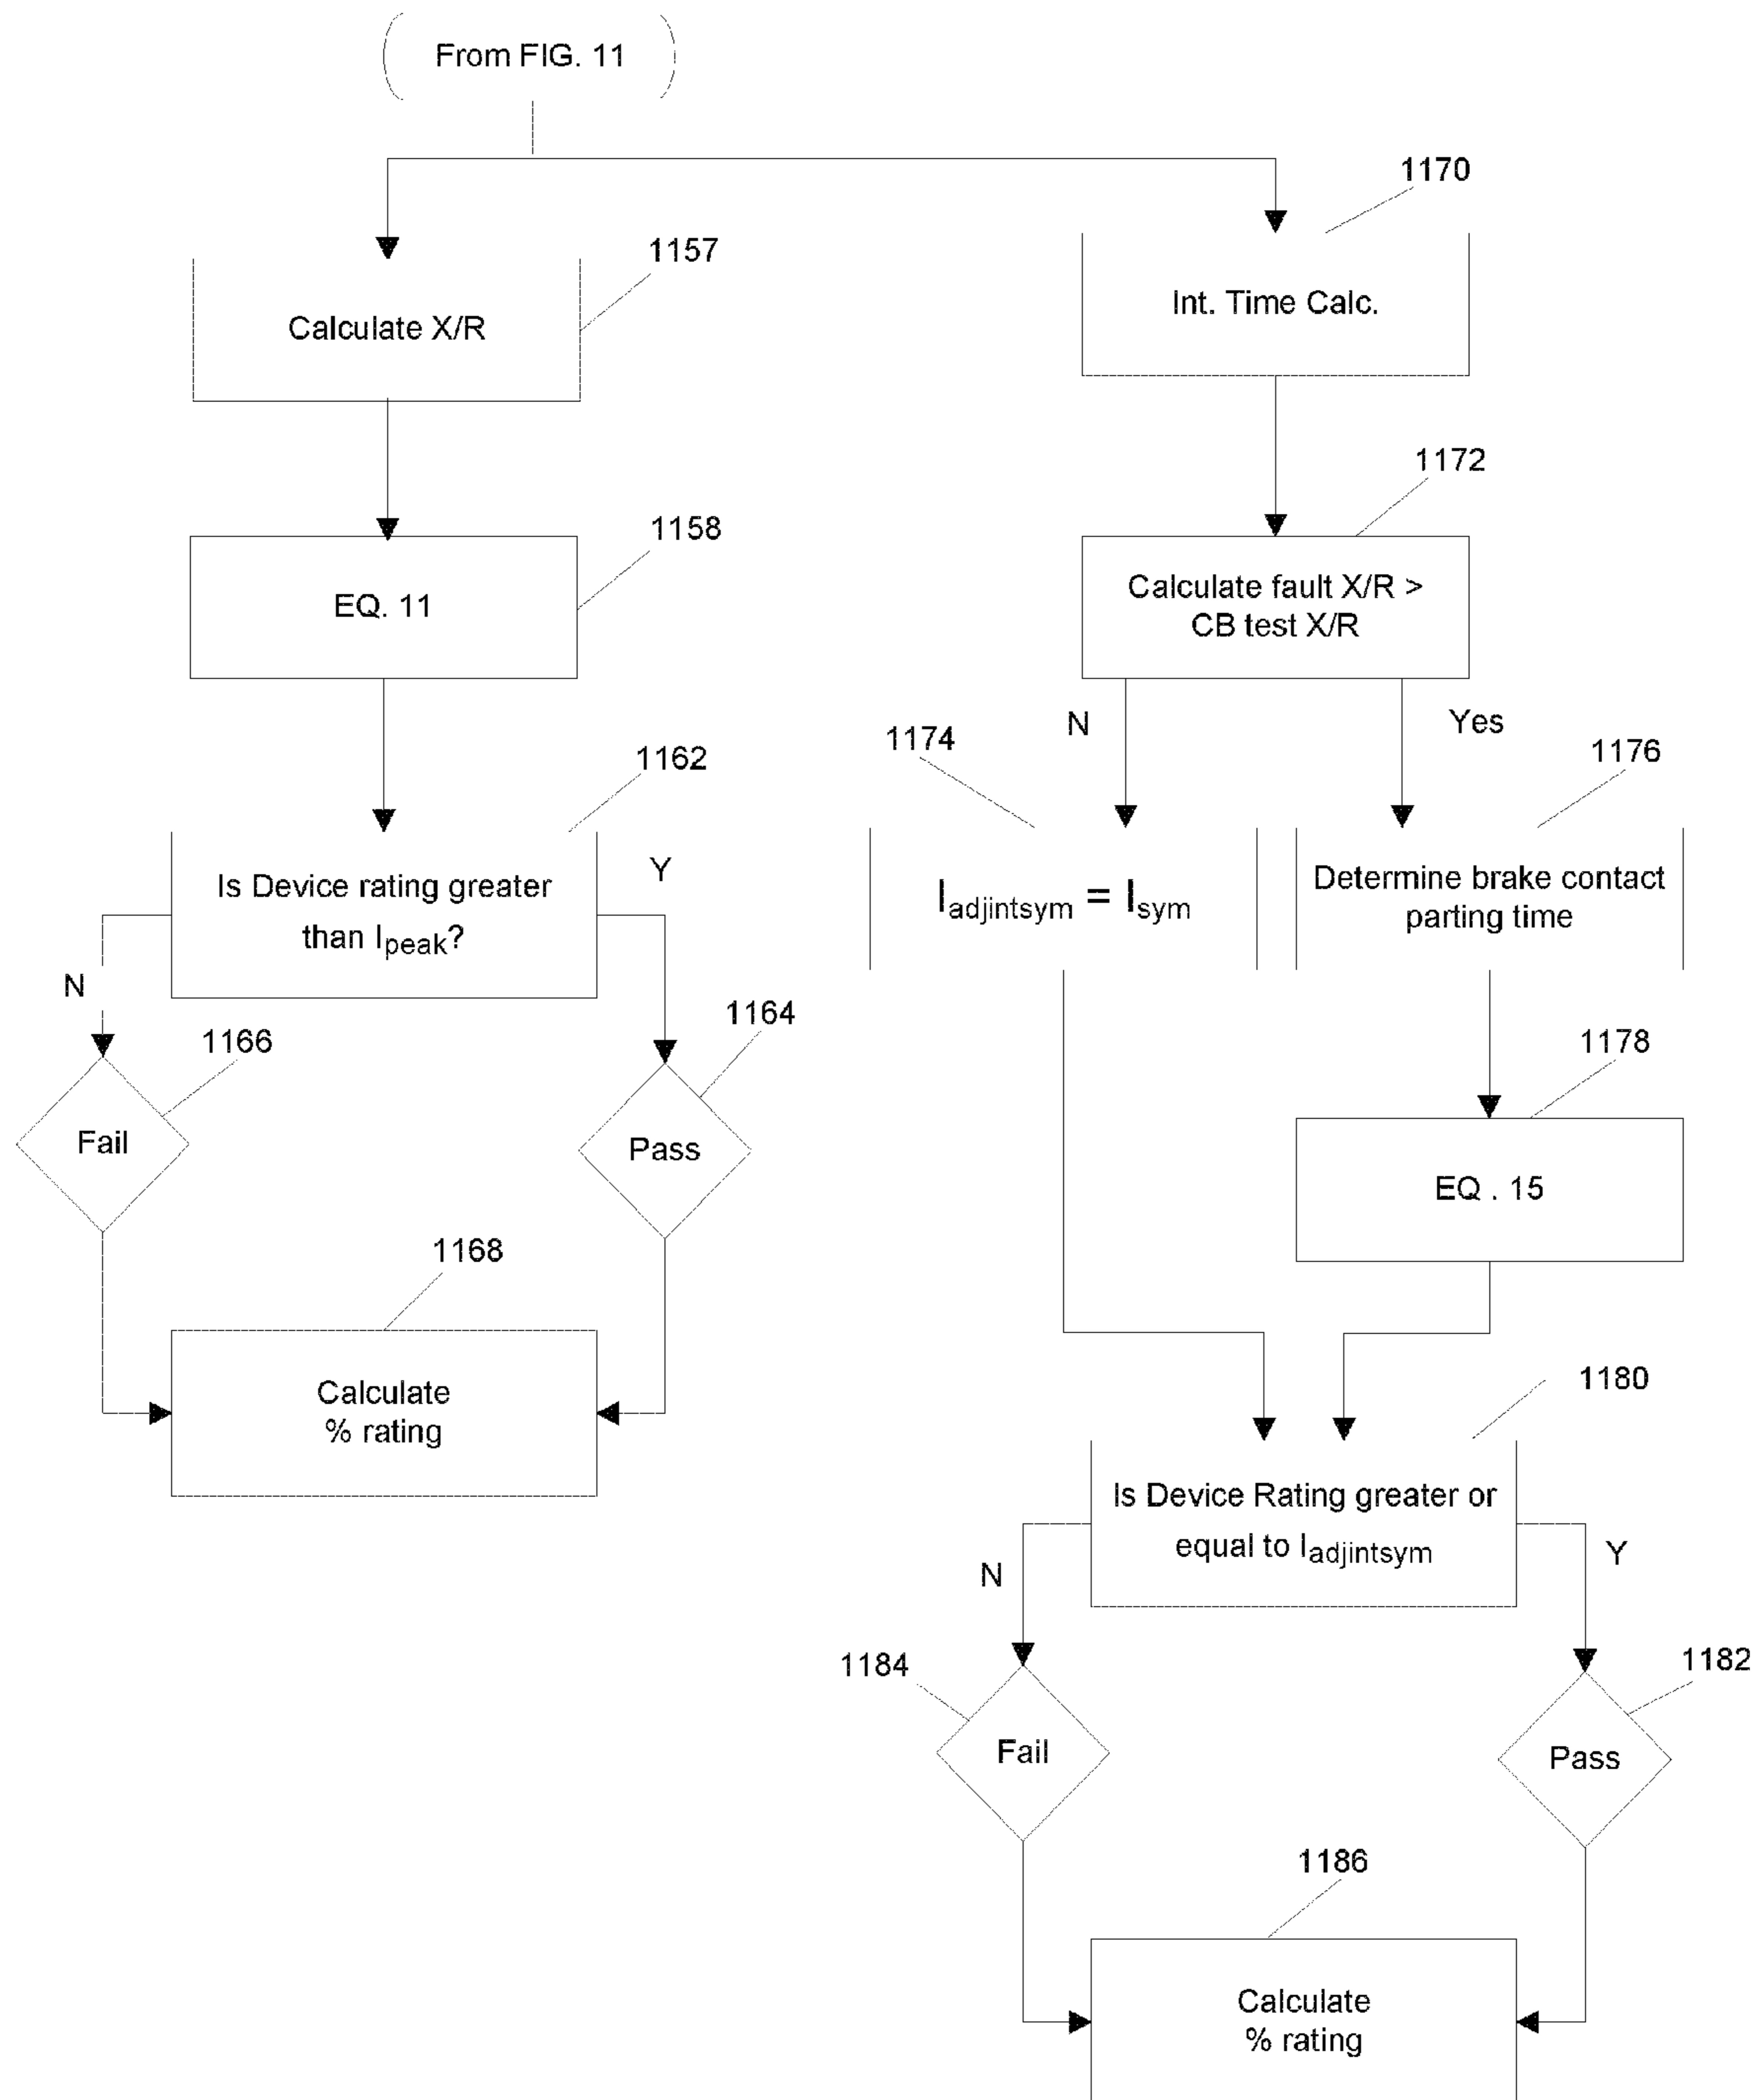 From FIG. 11
1170
1157
Int. Time Calc.
Calculate X/R
1172
1158
Calculate fault X/R >
CB test X/R
EQ. 11
N
Yes
1174
1176
1162
Is Device rating greater
than Ipeak?
Y
N
Iadjintsym = Isym
Determine brake contact
parting time
1164
1166
1178
Fail
Pass
EQ . 15
1168
Calculate
% rating
1180
Is Device Rating greater or
equal to Iadjintsym
N
Y
1184
1182
Fail
Pass
1186
Calculate
% rating